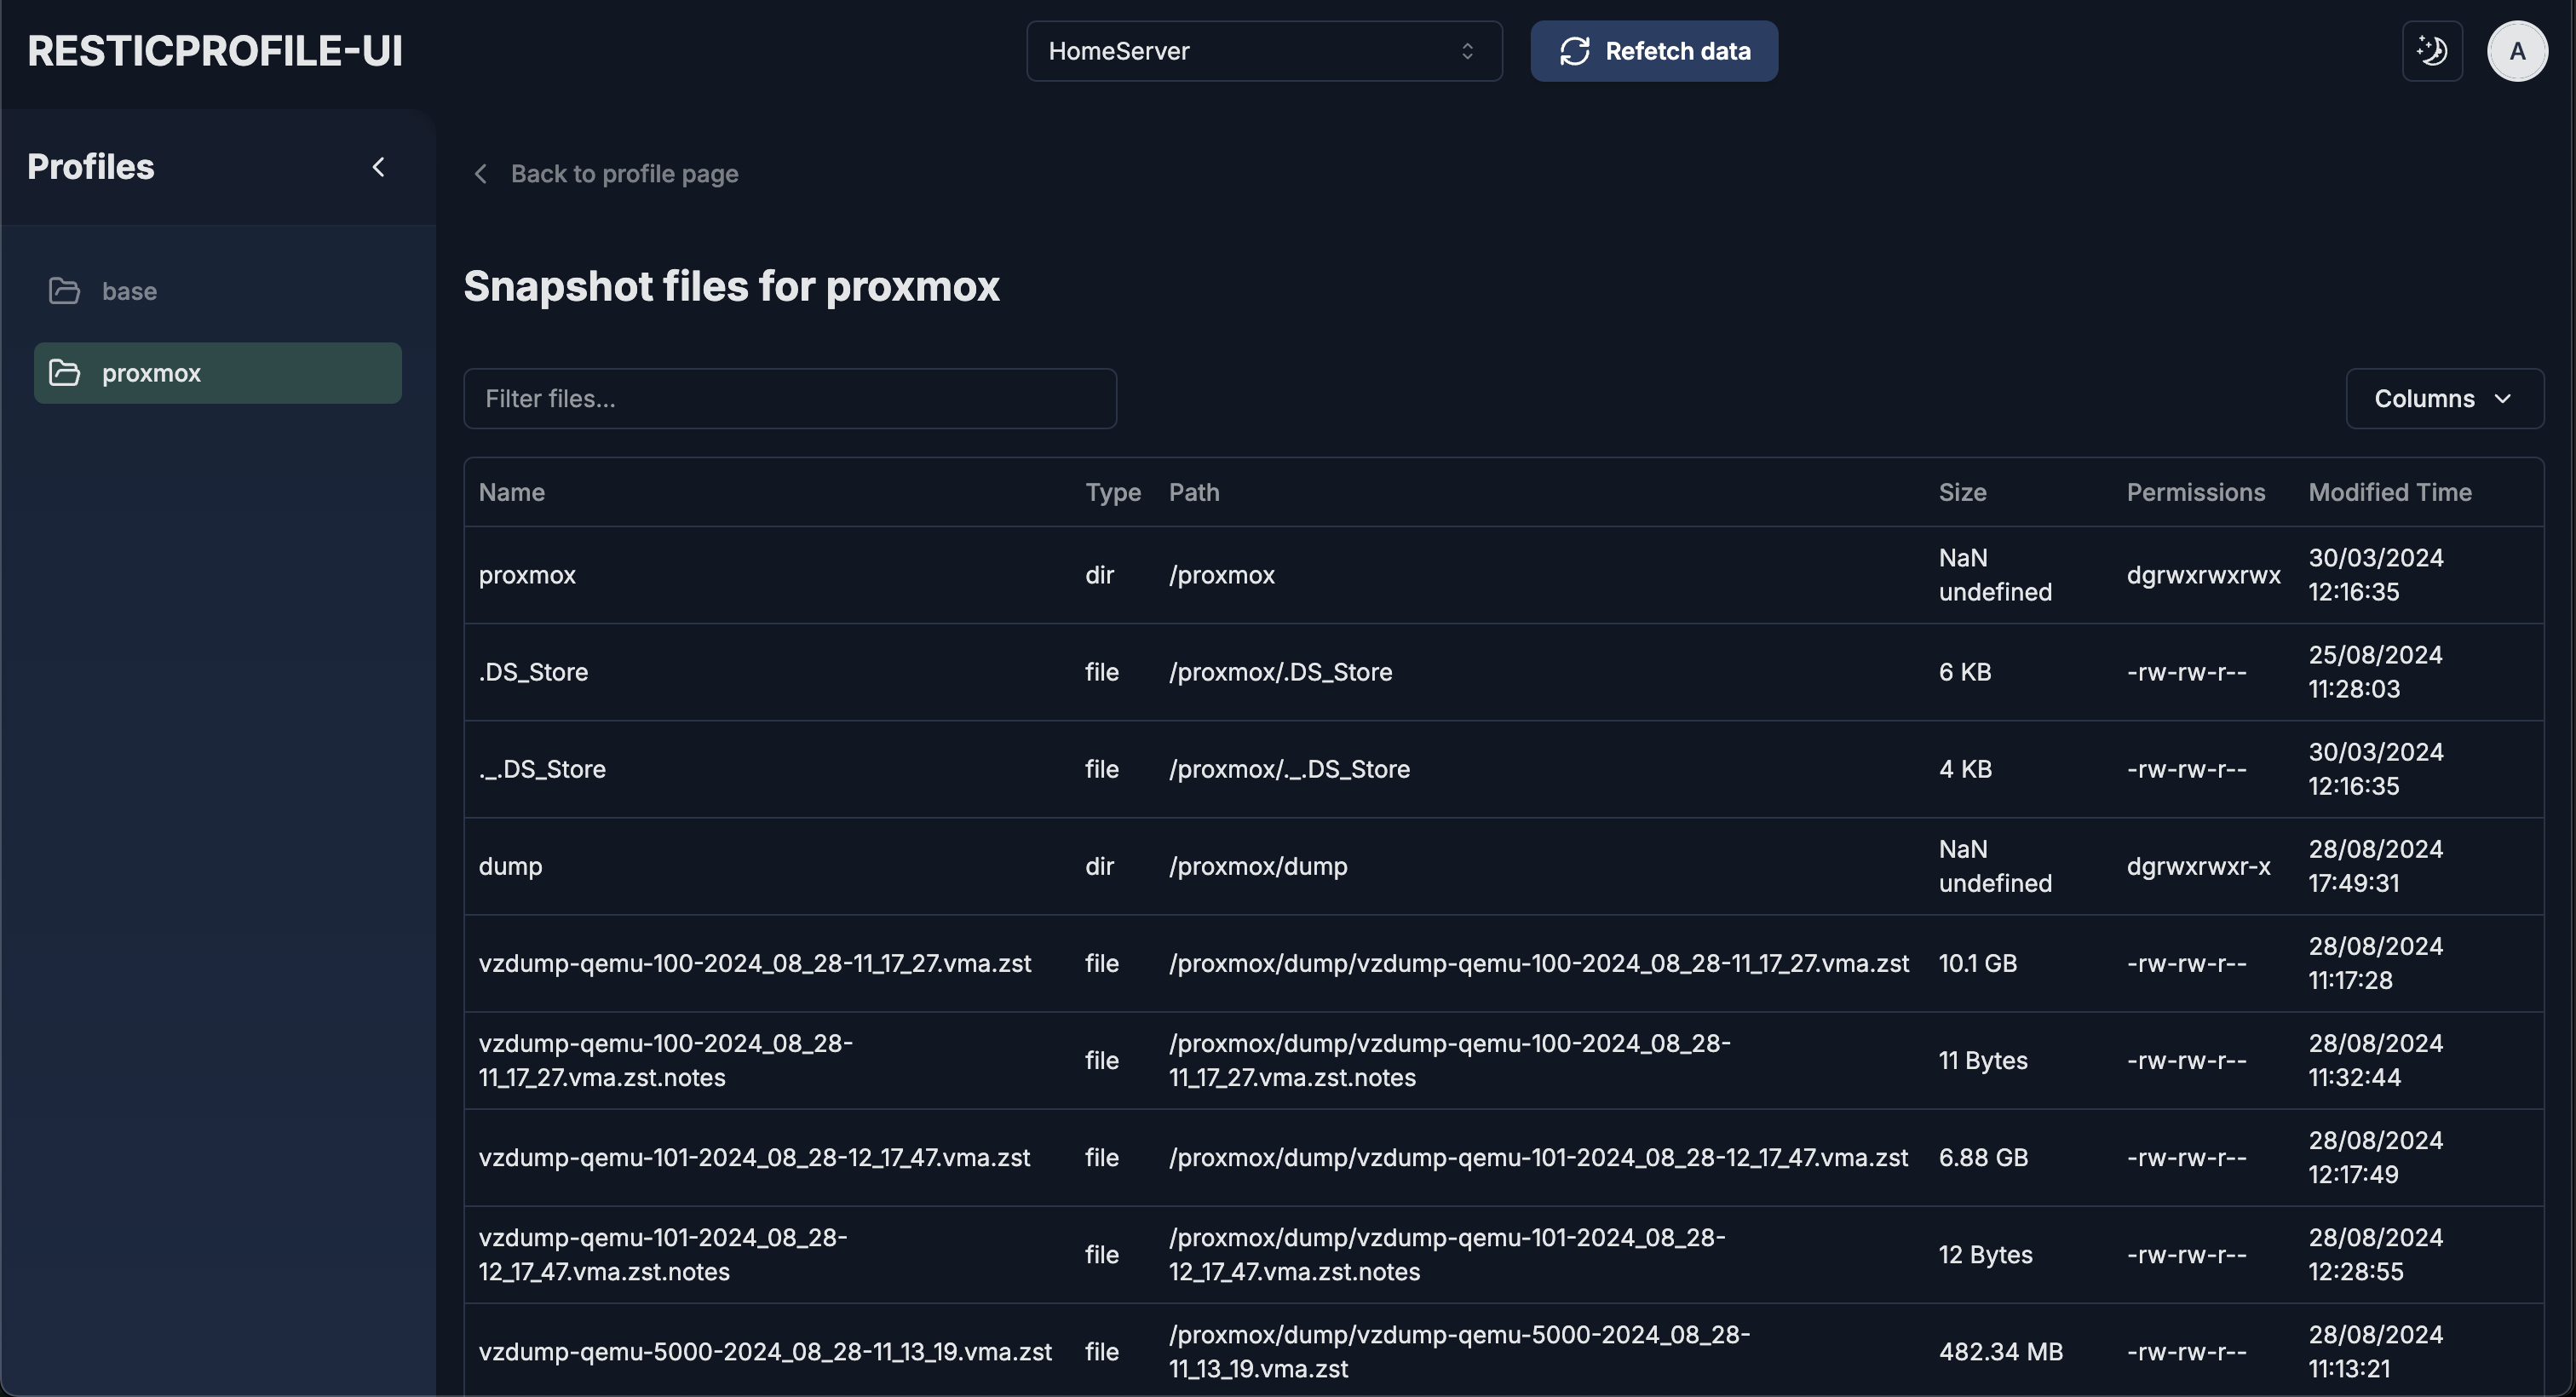 RESTICPROFILE-UI
HomeServer
Refetch data
A
Profiles
base
proxmox
Back to profile page
Snapshot files for proxmox
Filter files...
Columns
Name Type Path Size Permissions Modified Time
proxmox dir /proxmox NaN undefined dgrwxrwxrwx 30/03/2024 12:16:35
.DS_Store file /proxmox/.DS_Store 6 KB -rw-rw-r-- 25/08/2024 11:28:03
._.DS_Store file /proxmox/._.DS_Store 4 KB -rw-rw-r-- 30/03/2024 12:16:35
dump dir /proxmox/dump NaN undefined dgrwxrwxr-x 28/08/2024 17:49:31
vzdump-qemu-100-2024_08_28-11_17_27.vma.zst file /proxmox/dump/vzdump-qemu-100-2024_08_28-11_17_27.vma.zst 10.1 GB -rw-rw-r-- 28/08/2024 11:17:28
vzdump-qemu-100-2024_08_28-11_17_27.vma.zst.notes file /proxmox/dump/vzdump-qemu-100-2024_08_28-11_17_27.vma.zst.notes 11 Bytes -rw-rw-r-- 28/08/2024 11:32:44
vzdump-qemu-101-2024_08_28-12_17_47.vma.zst file /proxmox/dump/vzdump-qemu-101-2024_08_28-12_17_47.vma.zst 6.88 GB -rw-rw-r-- 28/08/2024 12:17:49
vzdump-qemu-101-2024_08_28-12_17_47.vma.zst.notes file /proxmox/dump/vzdump-qemu-101-2024_08_28-12_17_47.vma.zst.notes 12 Bytes -rw-rw-r-- 28/08/2024 12:28:55
vzdump-qemu-5000-2024_08_28-11_13_19.vma.zst file /proxmox/dump/vzdump-qemu-5000-2024_08_28-11_13_19.vma.zst 482.34 MB -rw-rw-r-- 28/08/2024 11:13:21